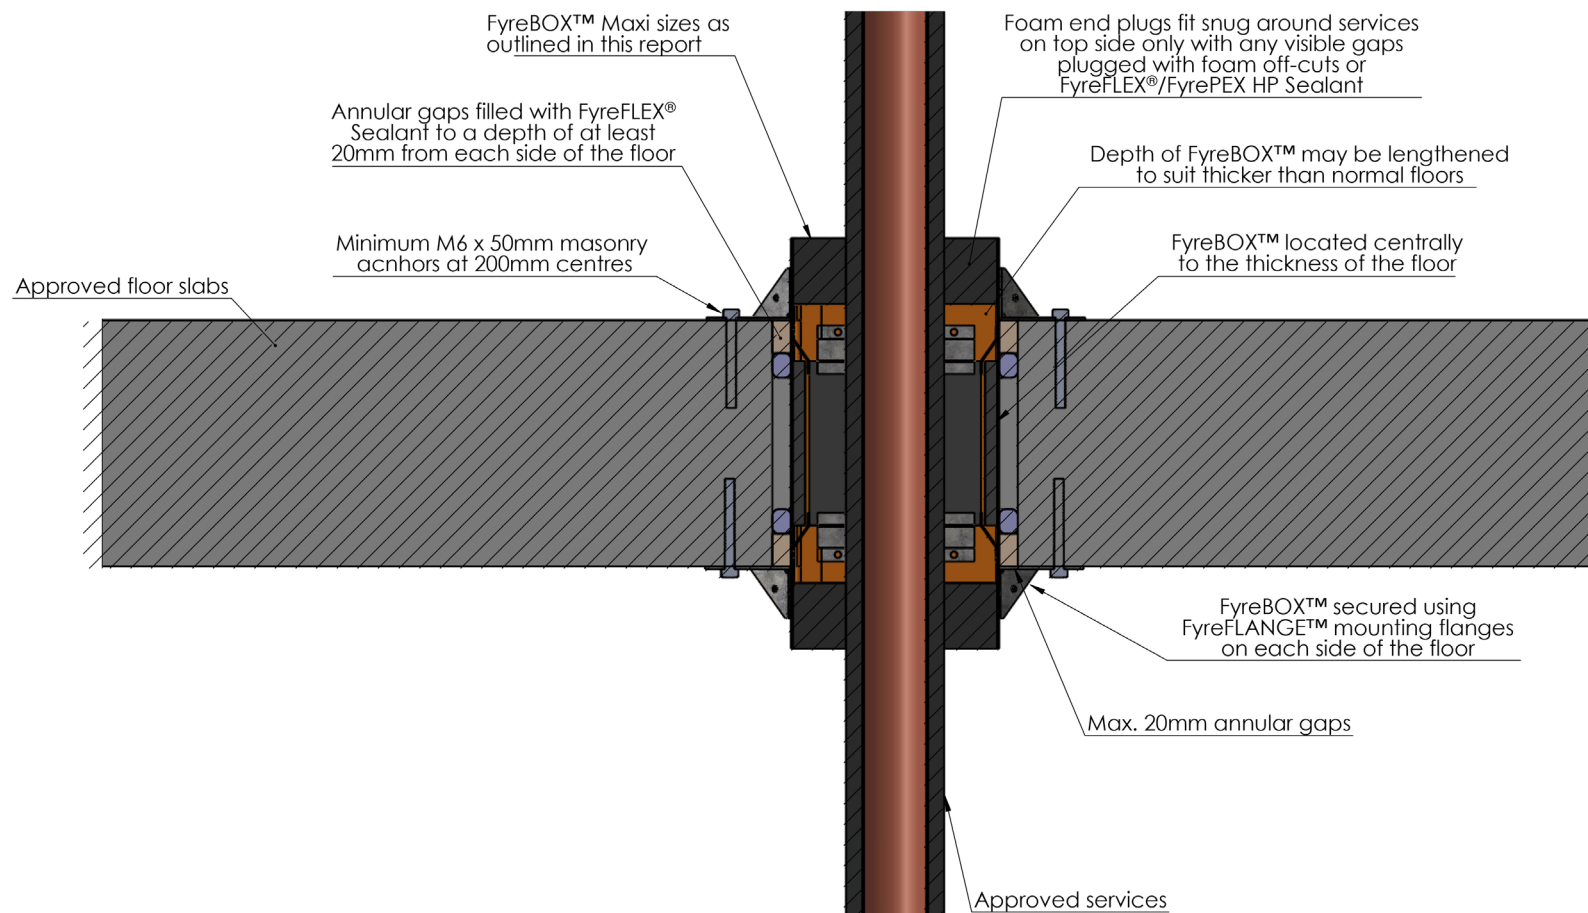 FyreBOX™ Maxi sizes as
outlined in this report
Foam end plugs fit snug around services
on top side only with any visible gaps
plugged with foam off-cuts or
FyreFLEX®/FyrePEX HP Sealant
Annular gaps filled with FyreFLEX®
Sealant to a depth of at least
20mm from each side of the floor
Depth of FyreBOX™ may be lengthened
to suit thicker than normal floors
Minimum M6 x 50mm masonry
acnhors at 200mm centres
FyreBOX™ located centrally
to the thickness of the floor
Approved floor slabs
FyreBOX™ secured using
FyreFLANGE™ mounting flanges
on each side of the floor
Max. 20mm annular gaps
Approved services